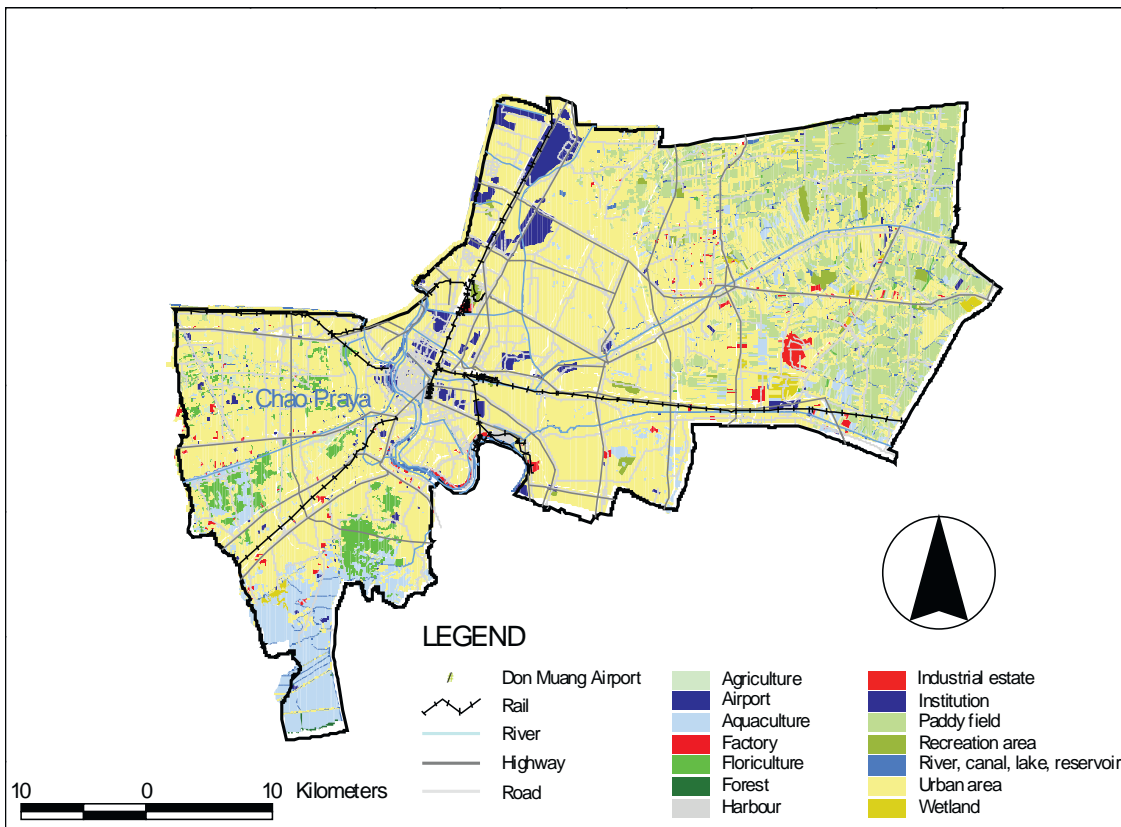 Chao Praya
LEGEND
Don Muang Airport
Rail
River
Highway
Road
Agriculture
Airport
Aquaculture
Factory
Floriculture
Forest
Harbour
Industrial estate
Institution
Paddy field
Recreation area
River, canal, lake, reservoir
Urban area
Wetland
10 0 10 Kilometers